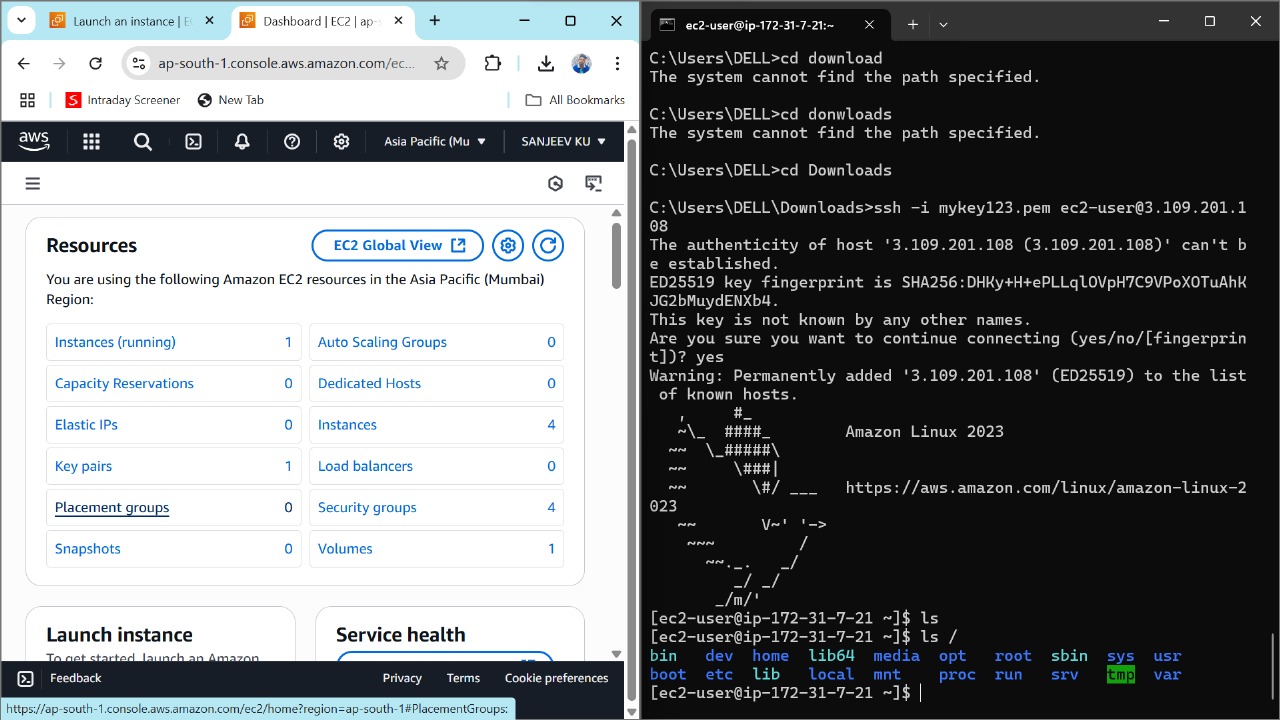 Launch an instance | E
Dashboard | EC2 | ap-
ap-south-1.console.aws.amazon.com/ec...
S Intraday Screener
New Tab
All Bookmarks
aws
Asia Pacific (Mu
SANJEEV KU
Resources
EC2 Global View
You are using the following Amazon EC2 resources in the Asia Pacific (Mumbai)
Region:
Instances (running) 1
Auto Scaling Groups 0
Capacity Reservations 0
Dedicated Hosts 0
Elastic IPs 0
Instances 4
Key pairs 1
Load balancers 0
Placement groups 0
Security groups 4
Snapshots 0
Volumes 1
Launch instance
Service health
Feedback
Privacy
Terms
Cookie preferences
https://ap-south-1.console.aws.amazon.com/ec2/home?region=ap-south-1#PlacementGroups:
ec2-user@ip-172-31-7-21:~
C:\Users\DELL>cd download
The system cannot find the path specified.
C:\Users\DELL>cd donwloads
The system cannot find the path specified.
C:\Users\DELL>cd Downloads
C:\Users\DELL\Downloads>ssh -i mykey123.pem ec2-user@3.109.201.1
08
The authenticity of host '3.109.201.108 (3.109.201.108)' can't b
e established.
ED25519 key fingerprint is SHA256:DHKy+H+ePLLqlOVpH7C9VPoXOTuAhK
JG2bMuydENXb4.
This key is not known by any other names.
Are you sure you want to continue connecting (yes/no/[fingerprin
t])? yes
Warning: Permanently added '3.109.201.108' (ED25519) to the list
 of known hosts.
   ,     #_
   ~\_  ####_        Amazon Linux 2023
  ~~  \_#####\
  ~~     \###|
  ~~       \#/ ___   https://aws.amazon.com/linux/amazon-linux-2
023
   ~~       V~' '->
    ~~~         /
      ~~._.   _/
         _/ _/
       _/m/'
[ec2-user@ip-172-31-7-21 ~]$ ls
[ec2-user@ip-172-31-7-21 ~]$ ls /
bin   dev  home  lib64  media  opt   root  sbin  sys  usr
boot  etc  lib   local  mnt    proc  run   srv   tmp  var
[ec2-user@ip-172-31-7-21 ~]$